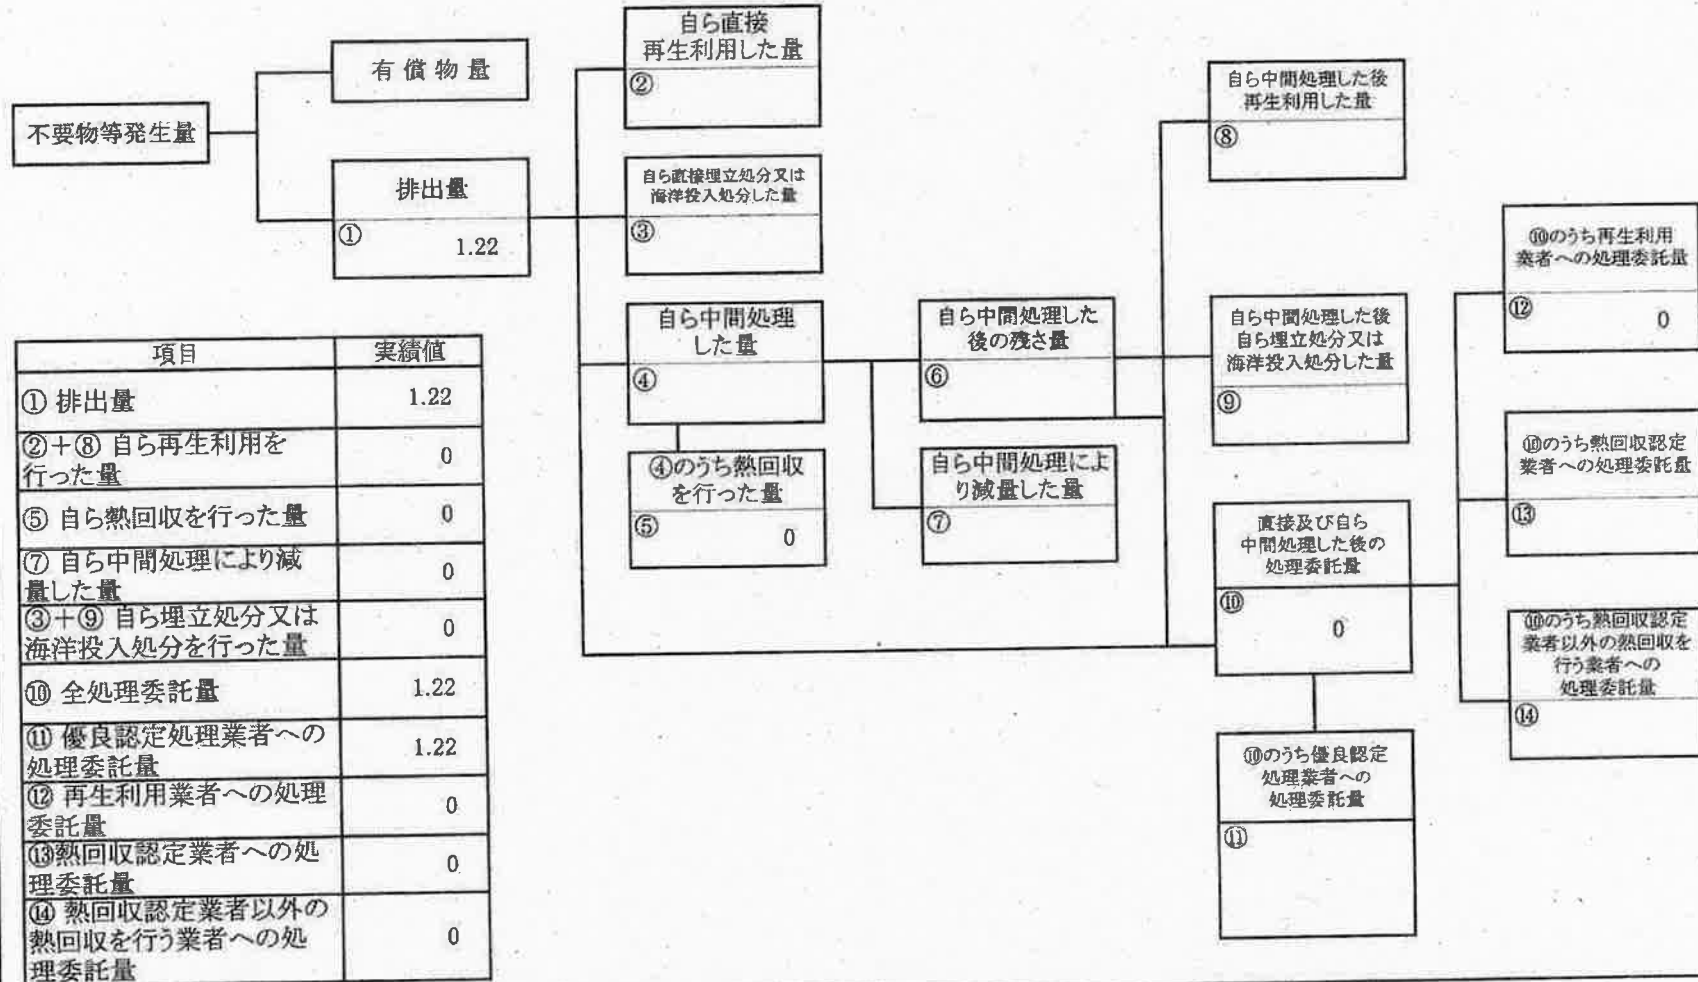 不要物等発生量
有償物量
排出量
①
1.22
自ら直接
再生利用した量
②
自ら直接埋立処分又は
海洋投入処分した量
③
自ら中間処理
した量
④
④のうち熱回収
を行った量
⑤
0
自ら中間処理した
後の残さ量
⑥
自ら中間処理によ
り減量した量
⑦
自ら中間処理した後
再生利用した量
⑧
自ら中間処理した後
自ら埋立処分又は
海洋投入処分した量
⑨
直接及び自ら
中間処理した後の
処理委託量
⑩
0
⑩のうち優良認定
処理業者への
処理委託量
⑪
⑩のうち再生利用
業者への処理委託量
⑫
0
⑩のうち熱回収認定
業者への処理委託量
⑬
⑩のうち熱回収認定
業者以外の熱回収を
行う業者への
処理委託量
⑭
項目 実績値
① 排出量 1.22
②+⑧ 自ら再生利用を
行った量 0
⑤ 自ら熱回収を行った量 0
⑦ 自ら中間処理により減
量した量 0
③+⑨ 自ら埋立処分又は
海洋投入処分を行った量 0
⑩ 全処理委託量 1.22
⑪ 優良認定処理業者への
処理委託量 1.22
⑫ 再生利用業者への処理
委託量 0
⑬熱回収認定業者への処
理委託量 0
⑭ 熱回収認定業者以外の
熱回収を行う業者への処
理委託量 0